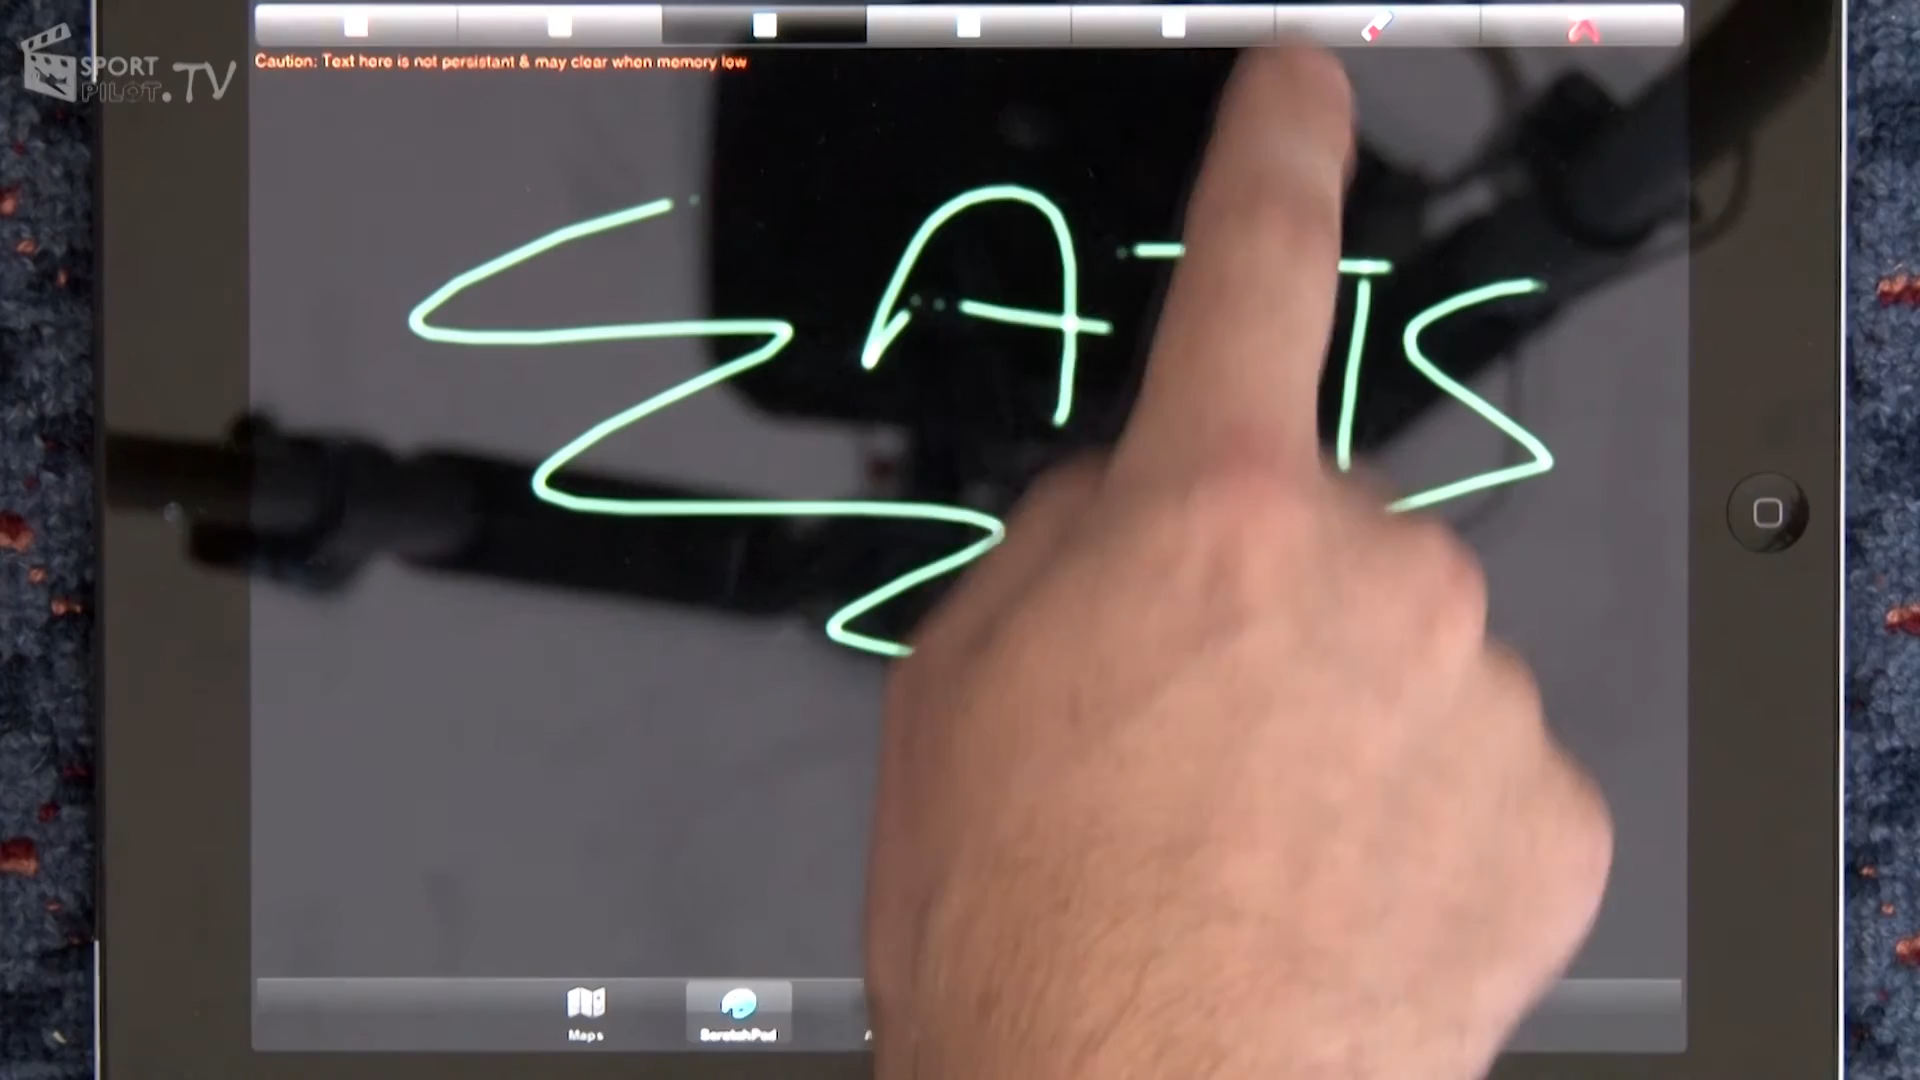 SPORT
PILOT.TV
Caution: Text here is not persistant & may clear when memory low
Maps
ScratchPad